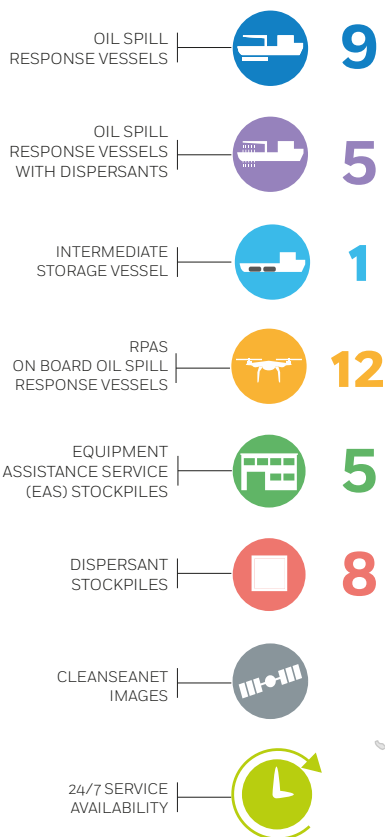 OIL SPILL
RESPONSE VESSELS
9
OIL SPILL
RESPONSE VESSELS
WITH DISPERSANTS
5
INTERMEDIATE
STORAGE VESSEL
1
RPAS
ON BOARD OIL SPILL
RESPONSE VESSELS
12
EQUIPMENT
ASSISTANCE SERVICE
(EAS) STOCKPILES
5
DISPERSANT
STOCKPILES
8
CLEANSEANET
IMAGES
24/7 SERVICE
AVAILABILITY